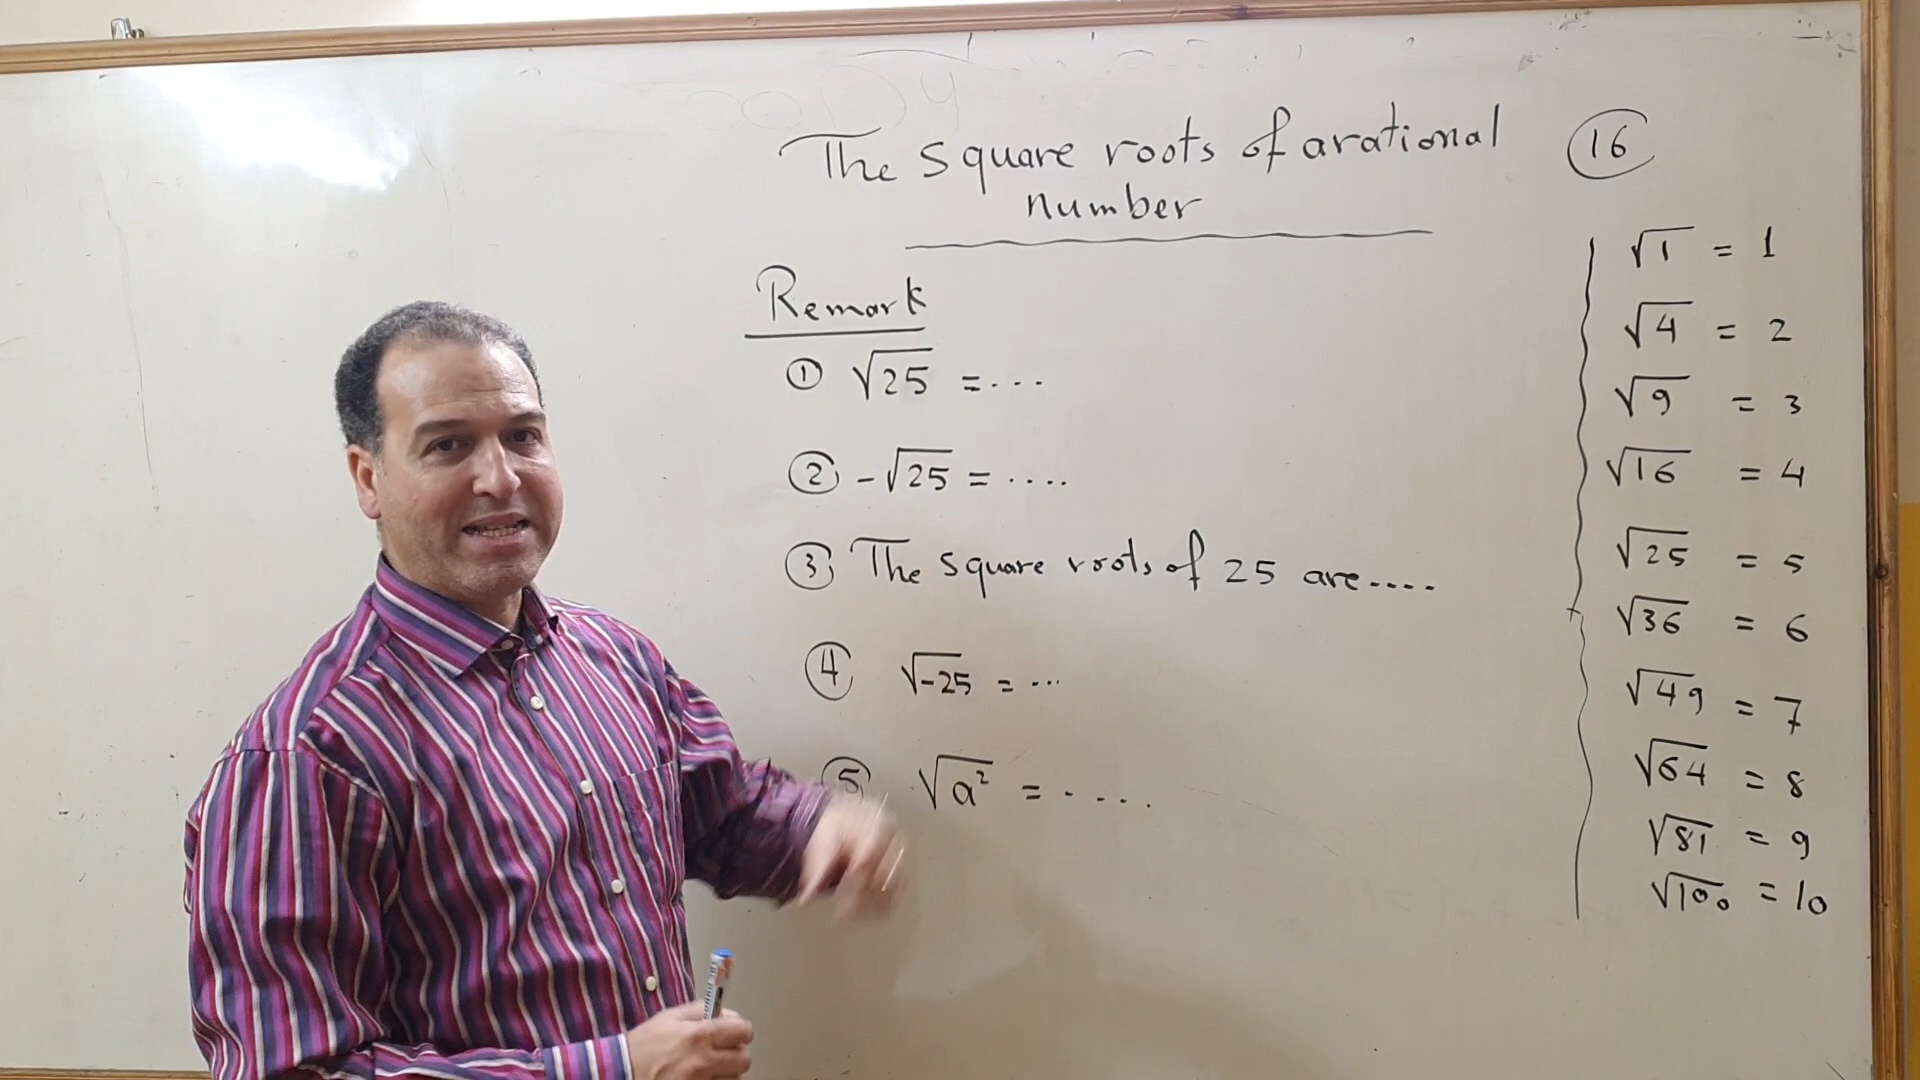 The square roots of arational
number
16
Remark
① √25 = ...
② -√25 = ....
③ The square roots of 25 are ....
④ √-25 = ...
⑤ √a² = ....
√1 = 1
√4 = 2
√9 = 3
√16 = 4
√25 = 5
√36 = 6
√49 = 7
√64 = 8
√81 = 9
√100 = 10